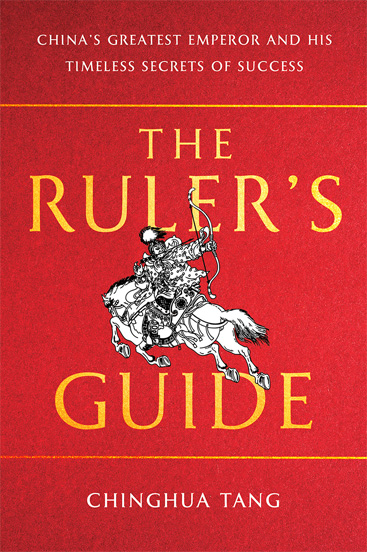 CHINA'S GREATEST EMPEROR AND HIS
TIMELESS SECRETS OF SUCCESS
THE
RULER'S
GUIDE
CHINGHUA TANG